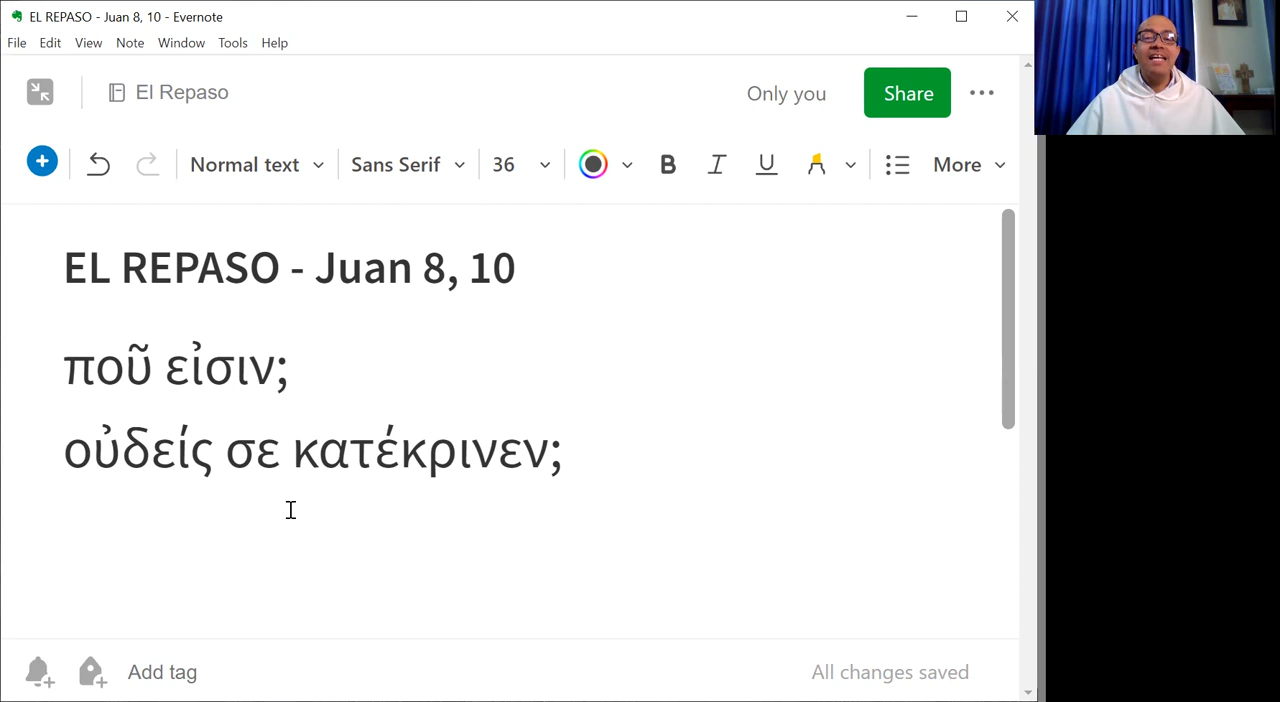 EL REPASO - Juan 8, 10 - Evernote
File Edit View Note Window Tools Help
El Repaso
Only you
Share
Normal text
Sans Serif
36
B
I
U
More
EL REPASO - Juan 8, 10
ποῦ εἰσιν;
οὐδείς σε κατέκρινεν;
Add tag
All changes saved